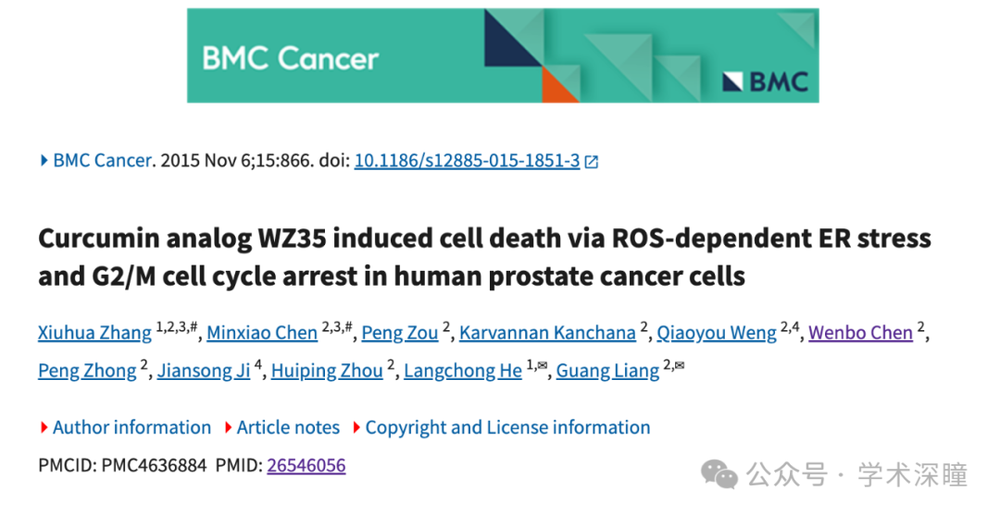 BMC Cancer
BMC
BMC Cancer. 2015 Nov 6;15:866. doi: 10.1186/s12885-015-1851-3
Curcumin analog WZ35 induced cell death via ROS-dependent ER stress
and G2/M cell cycle arrest in human prostate cancer cells
Xiuhua Zhang 1,2,3,#, Minxiao Chen 2,3,#, Peng Zou 2, Karvannan Kanchana 2, Qiaoyou Weng 2,4, Wenbo Chen 2,
Peng Zhong 2, Jiansong Ji 4, Huiping Zhou 2, Langchong He 1,✉, Guang Liang 2,✉
Author information Article notes Copyright and License information
PMCID: PMC4636884 PMID: 26546056
公众号 · 学术深瞳